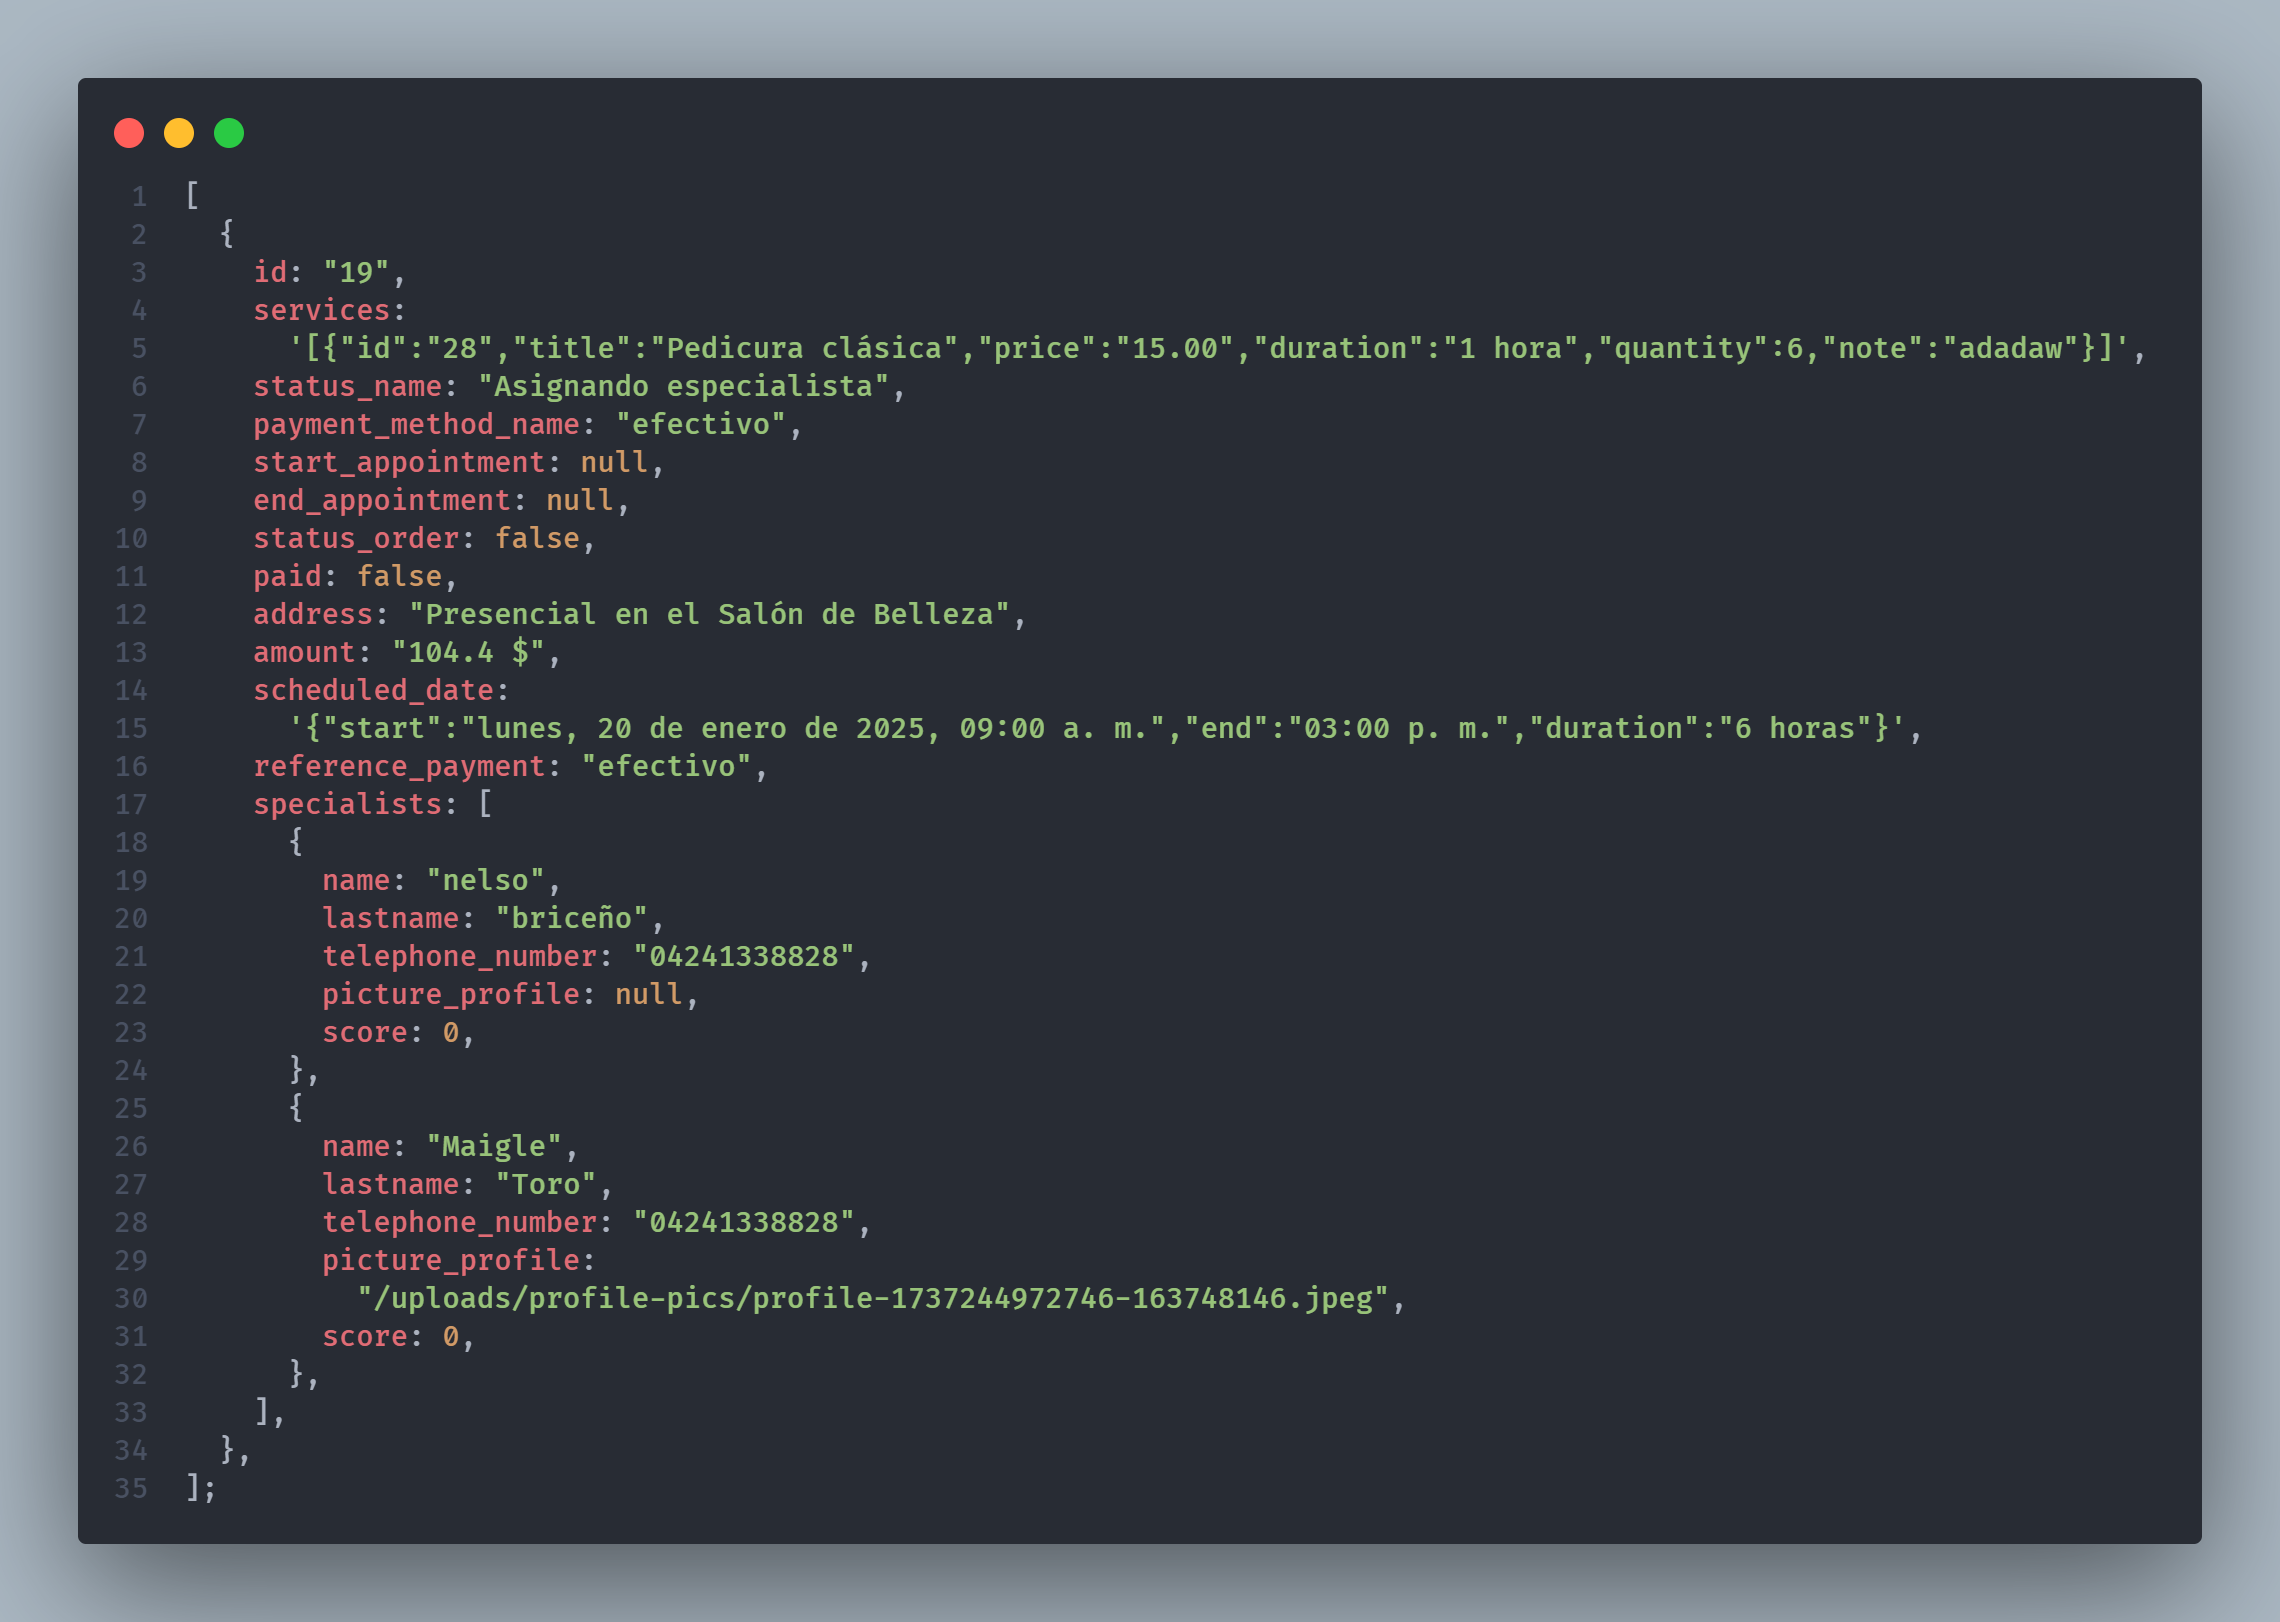 1 [
2   {
3     id: "19",
4     services:
5       '[{"id":"28","title":"Pedicura clásica","price":"15.00","duration":"1 hora","quantity":6,"note":"adadaw"}]',
6     status_name: "Asignando especialista",
7     payment_method_name: "efectivo",
8     start_appointment: null,
9     end_appointment: null,
10     status_order: false,
11     paid: false,
12     address: "Presencial en el Salón de Belleza",
13     amount: "104.4 $",
14     scheduled_date:
15       '{"start":"lunes, 20 de enero de 2025, 09:00 a. m.","end":"03:00 p. m.","duration":"6 horas"}',
16     reference_payment: "efectivo",
17     specialists: [
18       {
19         name: "nelso",
20         lastname: "briceño",
21         telephone_number: "04241338828",
22         picture_profile: null,
23         score: 0,
24       },
25       {
26         name: "Maigle",
27         lastname: "Toro",
28         telephone_number: "04241338828",
29         picture_profile:
30           "/uploads/profile-pics/profile-1737244972746-163748146.jpeg",
31         score: 0,
32       },
33     ],
34   },
35 ];